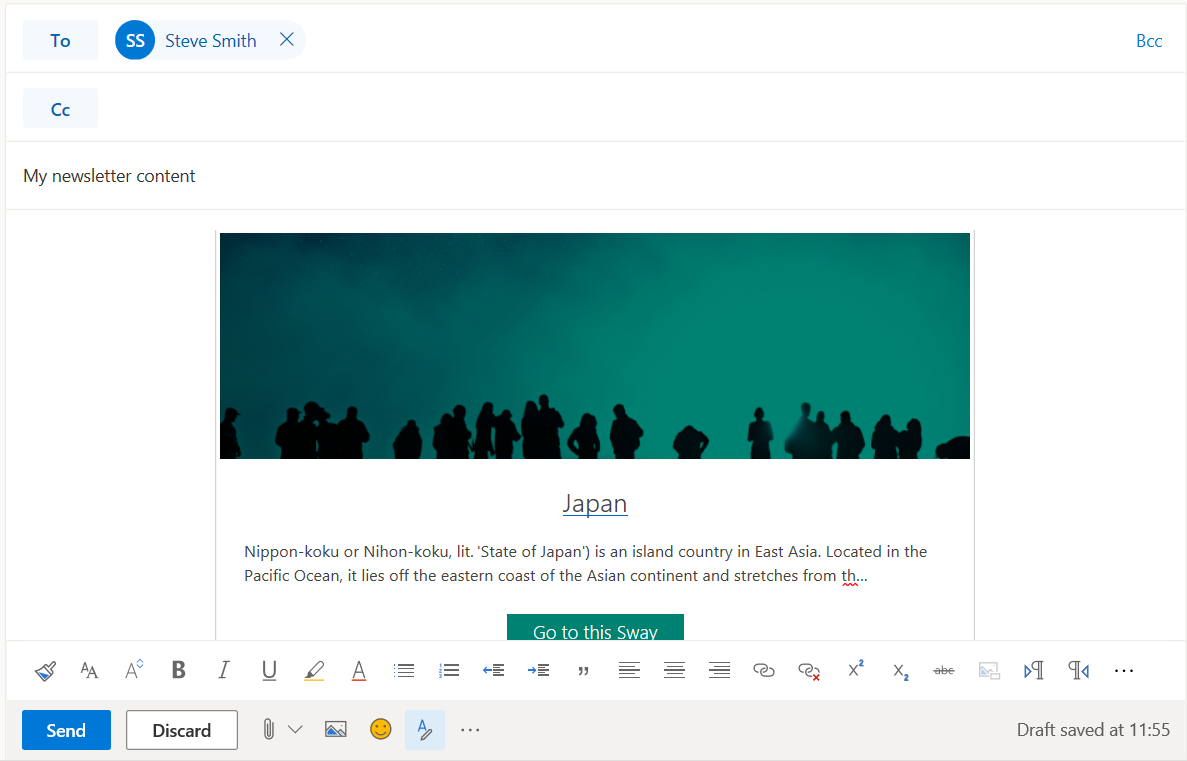 To SS Steve Smith Bcc
Cc
My newsletter content
Japan
Nippon-koku or Nihon-koku, lit. 'State of Japan') is an island country in East Asia. Located in the
Pacific Ocean, it lies off the eastern coast of the Asian continent and stretches from th...
Go to this Sway
B I U A abc
Send Discard Draft saved at 11:55